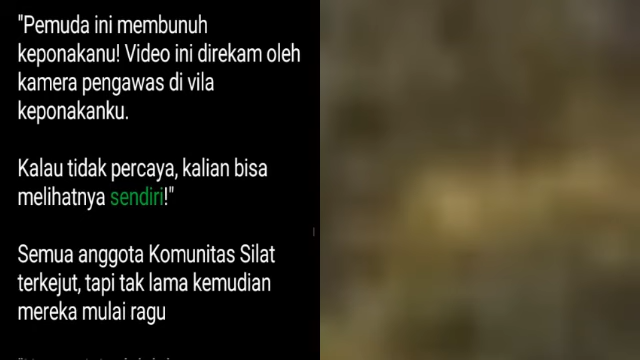 "Pemuda ini membunuh
keponakanu! Video ini direkam oleh
kamera pengawas di vila
keponakanku.
Kalau tidak percaya, kalian bisa
melihatnya sendiri!"
Semua anggota Komunitas Silat
terkejut, tapi tak lama kemudian
mereka mulai ragu